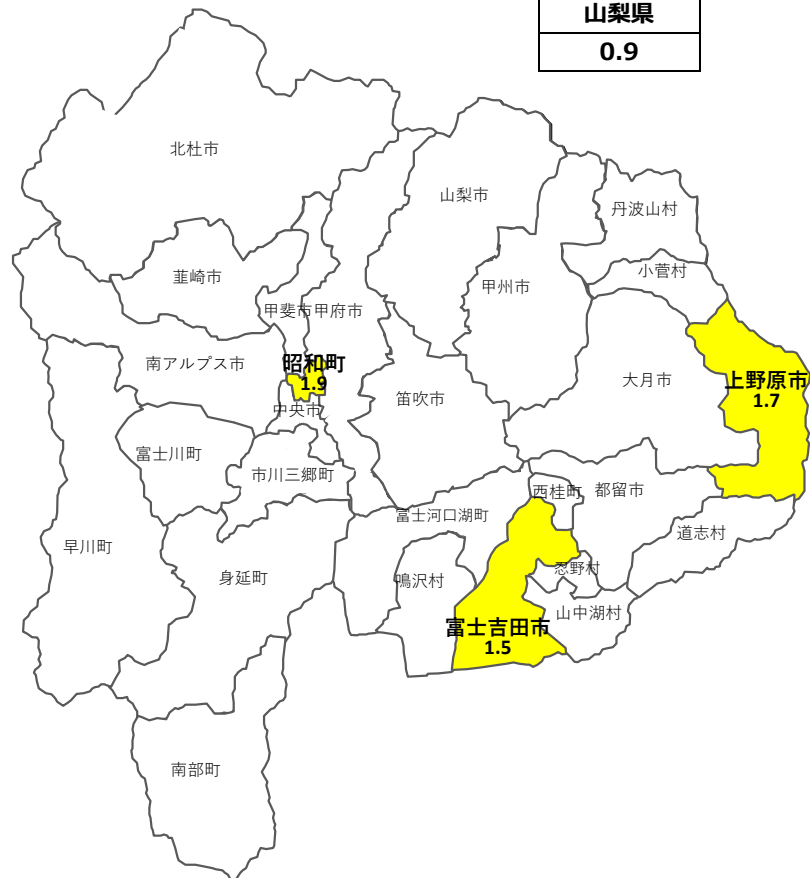 山梨県
0.9
北杜市
山梨市
丹波山村
小菅村
韮崎市
甲州市
甲斐市
甲府市
南アルプス市
昭和町
1.9
中央市
笛吹市
大月市
上野原市
1.7
富士川町
市川三郷町
西桂町
都留市
富士河口湖町
道志村
早川町
身延町
鳴沢村
忍野村
山中湖村
富士吉田市
1.5
南部町